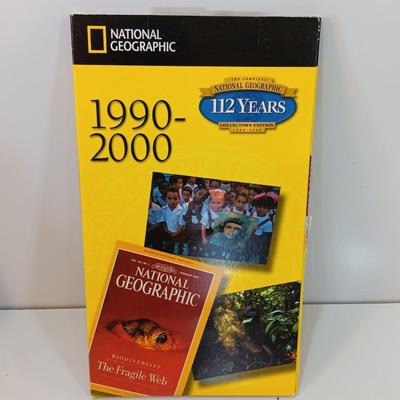 NATIONAL
GEOGRAPHIC
THE COMPLETE
NATIONAL GEOGRAPHIC
112 YEARS
COLLECTOR'S EDITION
1990-
2000
NATIONAL
GEOGRAPHIC
BIODIVERSITY
The Fragile Web